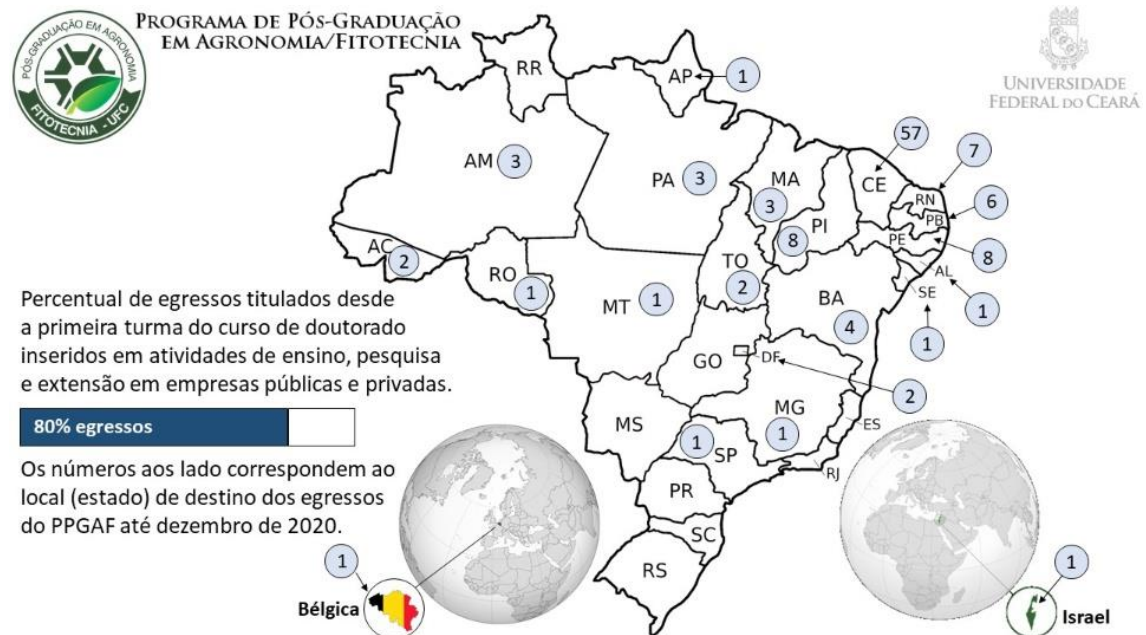 PROGRAMA DE PÓS-GRADUAÇÃO
EM AGRONOMIA/FITOTECNIA
PÓS-GRADUAÇÃO EM AGRONOMIA
FITOTECNIA - UFC
UNIVERSIDADE
FEDERAL DO CEARÁ
RR
AP
1
AM
3
PA
3
MA
3
CE
57
RN
7
PB
6
PI
8
PE
8
AC
2
RO
1
MT
1
TO
2
BA
4
AL
1
SE
1
GO
DF
2
MS
MG
1
ES
SP
1
RJ
PR
SC
RS
Percentual de egressos titulados desde
a primeira turma do curso de doutorado
inseridos em atividades de ensino, pesquisa
e extensão em empresas públicas e privadas.
80% egressos
Os números aos lado correspondem ao
local (estado) de destino dos egressos
do PPGAF até dezembro de 2020.
1
Bélgica
1
Israel